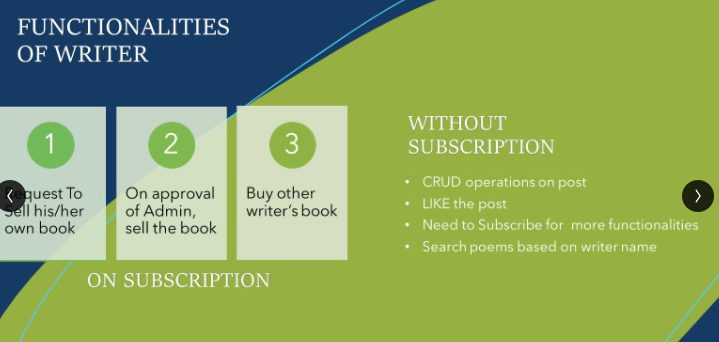 FUNCTIONALITIES
OF WRITER
1
Request To
Sell his/her
own book
2
On approval
of Admin,
sell the book
3
Buy other
writer's book
ON SUBSCRIPTION
WITHOUT
SUBSCRIPTION
• CRUD operations on post
• LIKE the post
• Need to Subscribe for more functionalities
• Search poems based on writer name